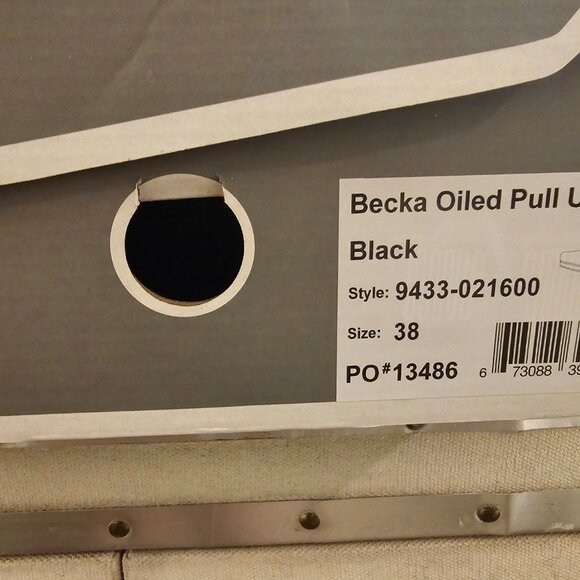 Becka Oiled Pull
Black
Style: 9433-021600
Size: 38
PO#13486
6 73088